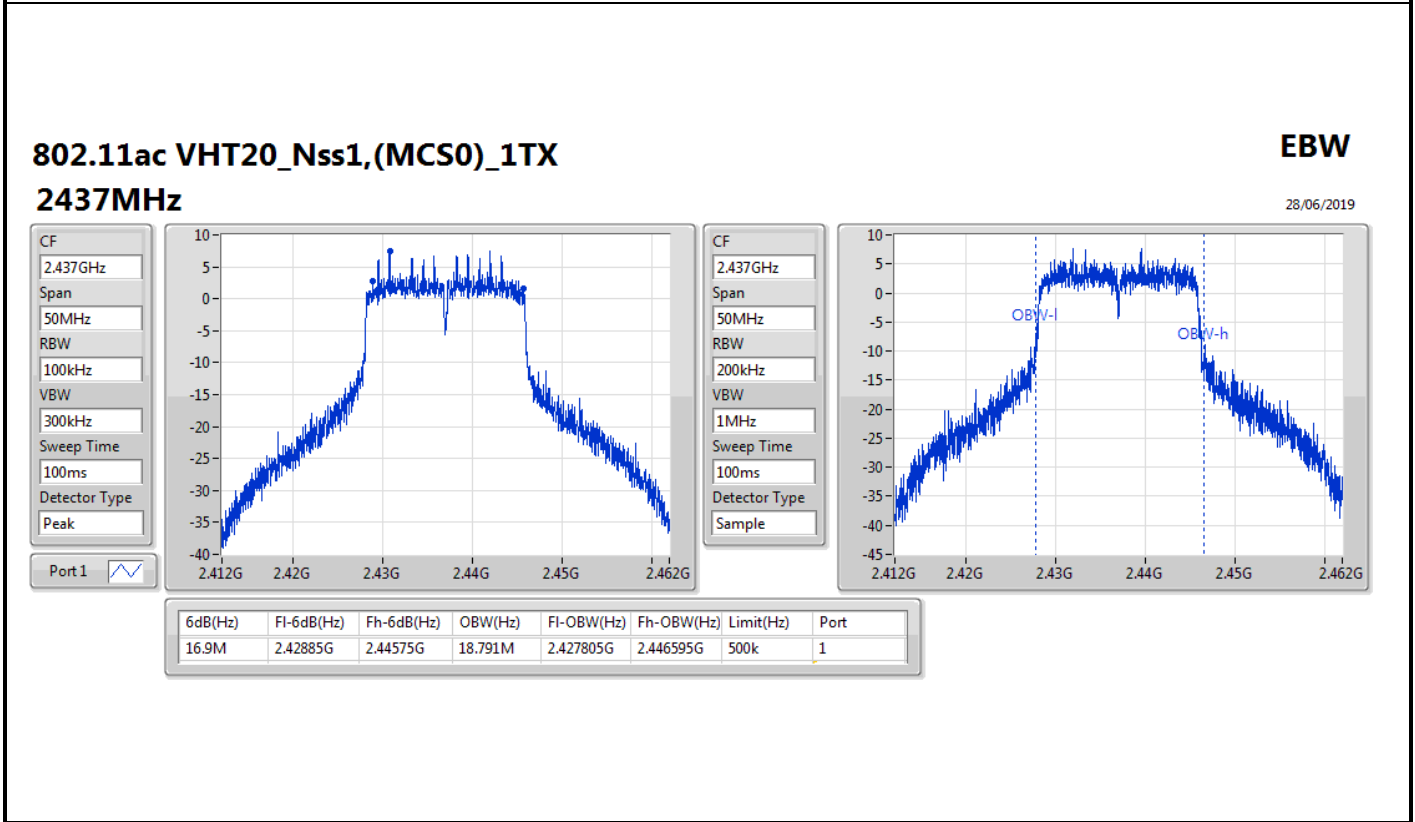 802.11ac VHT20_Nss1,(MCS0)_1TX
EBW
2437MHz
28/06/2019
CF
2.437GHz
Span
50MHz
RBW
100kHz
VBW
300kHz
Sweep Time
100ms
Detector Type
Peak
Port 1
10
5
0
-5
-10
-15
-20
-25
-30
-35
-40
2.412G 2.42G 2.43G 2.44G 2.45G 2.462G
CF
2.437GHz
Span
50MHz
RBW
200kHz
VBW
1MHz
Sweep Time
100ms
Detector Type
Sample
10
5
0
-5
-10
-15
-20
-25
-30
-35
-40
-45
OBW-l
OBW-h
2.412G 2.42G 2.43G 2.44G 2.45G 2.462G
6dB(Hz) Fl-6dB(Hz) Fh-6dB(Hz) OBW(Hz) Fl-OBW(Hz) Fh-OBW(Hz) Limit(Hz) Port
16.9M 2.42885G 2.44575G 18.791M 2.427805G 2.446595G 500k 1